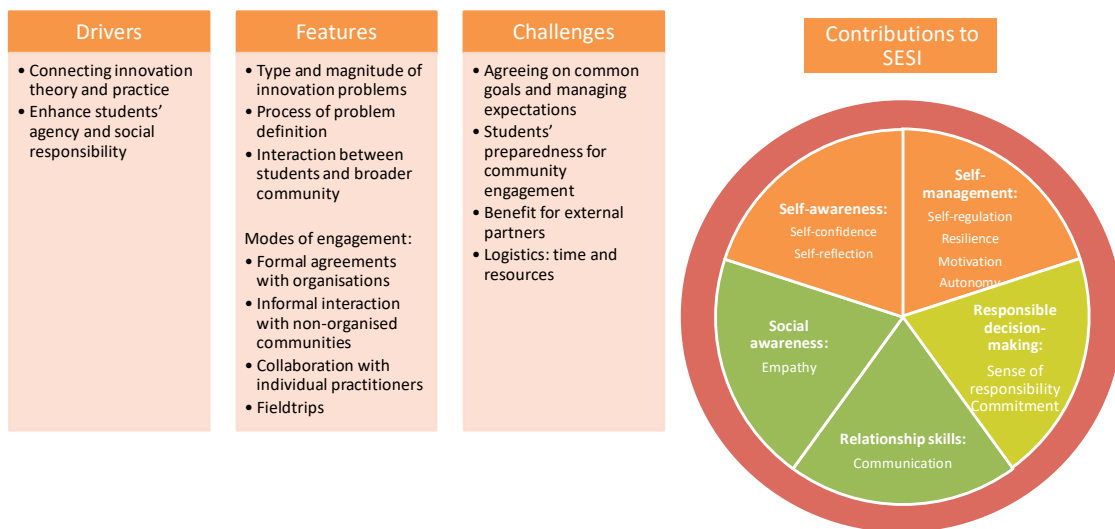 Drivers
• Connecting innovation
theory and practice
• Enhance students’
agency and social
responsibility
Features
• Type and magnitude of
innovation problems
• Process of problem
definition
• Interaction between
students and broader
community
Modes of engagement:
• Formal agreements
with organisations
• Informal interaction
with non-organised
communities
• Collaboration with
individual practitioners
• Fieldtrips
Challenges
• Agreeing on common
goals and managing
expectations
• Students’
preparedness for
community
engagement
• Benefit for external
partners
• Logistics: time and
resources
Contributions to
SESI
Self-
management:
Self-regulation
Resilience
Motivation
Autonomy
Responsible
decision-
making:
Sense of
responsibility
Commitment
Relationship skills:
Communication
Social
awareness:
Empathy
Self-awareness:
Self-confidence
Self-reflection